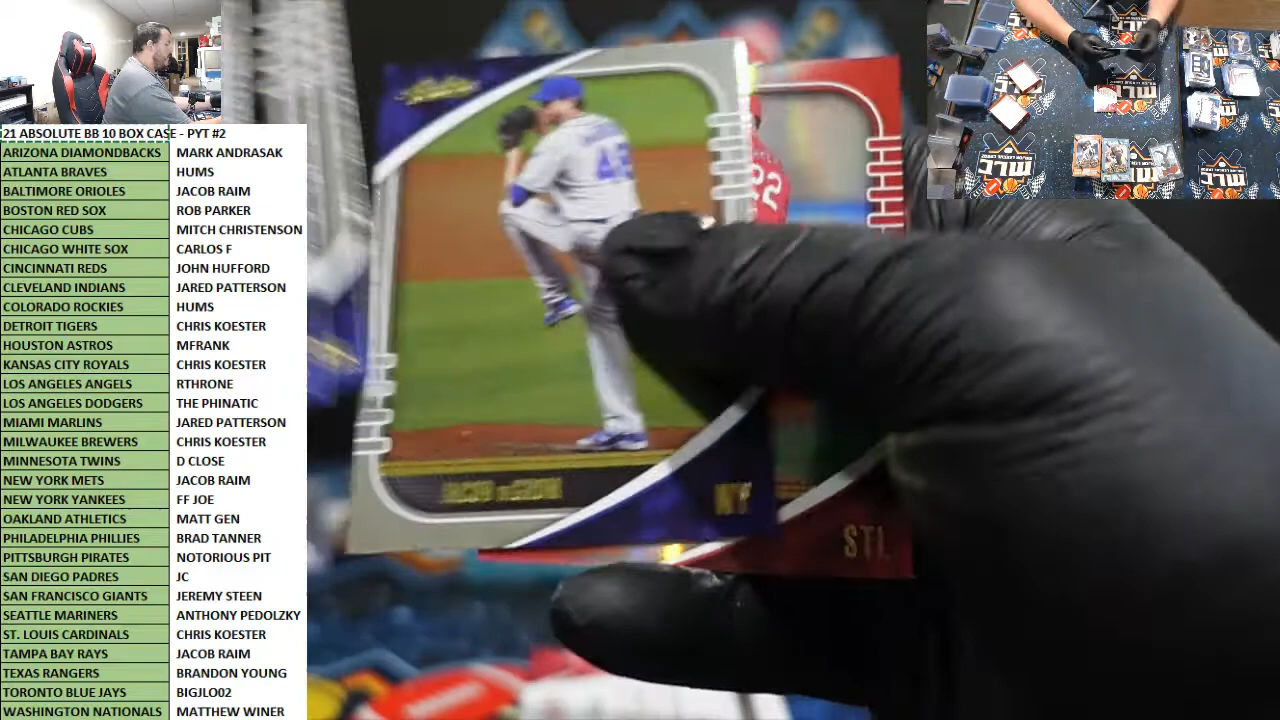 21 ABSOLUTE BB 10 BOX CASE - PYT #2
ARIZONA DIAMONDBACKS MARK ANDRASAK
ATLANTA BRAVES HUMS
BALTIMORE ORIOLES JACOB RAIM
BOSTON RED SOX ROB PARKER
CHICAGO CUBS MITCH CHRISTENSON
CHICAGO WHITE SOX CARLOS F
CINCINNATI REDS JOHN HUFFORD
CLEVELAND INDIANS JARED PATTERSON
COLORADO ROCKIES HUMS
DETROIT TIGERS CHRIS KOESTER
HOUSTON ASTROS MFRANK
KANSAS CITY ROYALS CHRIS KOESTER
LOS ANGELES ANGELS RTHRONE
LOS ANGELES DODGERS THE PHINATIC
MIAMI MARLINS JARED PATTERSON
MILWAUKEE BREWERS CHRIS KOESTER
MINNESOTA TWINS D CLOSE
NEW YORK METS JACOB RAIM
NEW YORK YANKEES FF JOE
OAKLAND ATHLETICS MATT GEN
PHILADELPHIA PHILLIES BRAD TANNER
PITTSBURGH PIRATES NOTORIOUS PIT
SAN DIEGO PADRES JC
SAN FRANCISCO GIANTS JEREMY STEEN
SEATTLE MARINERS ANTHONY PEDOLZKY
ST. LOUIS CARDINALS CHRIS KOESTER
TAMPA BAY RAYS JACOB RAIM
TEXAS RANGERS BRANDON YOUNG
TORONTO BLUE JAYS BIGJLO02
WASHINGTON NATIONALS MATTHEW WINER
22
NY
STL
MLC
MLC
MLC